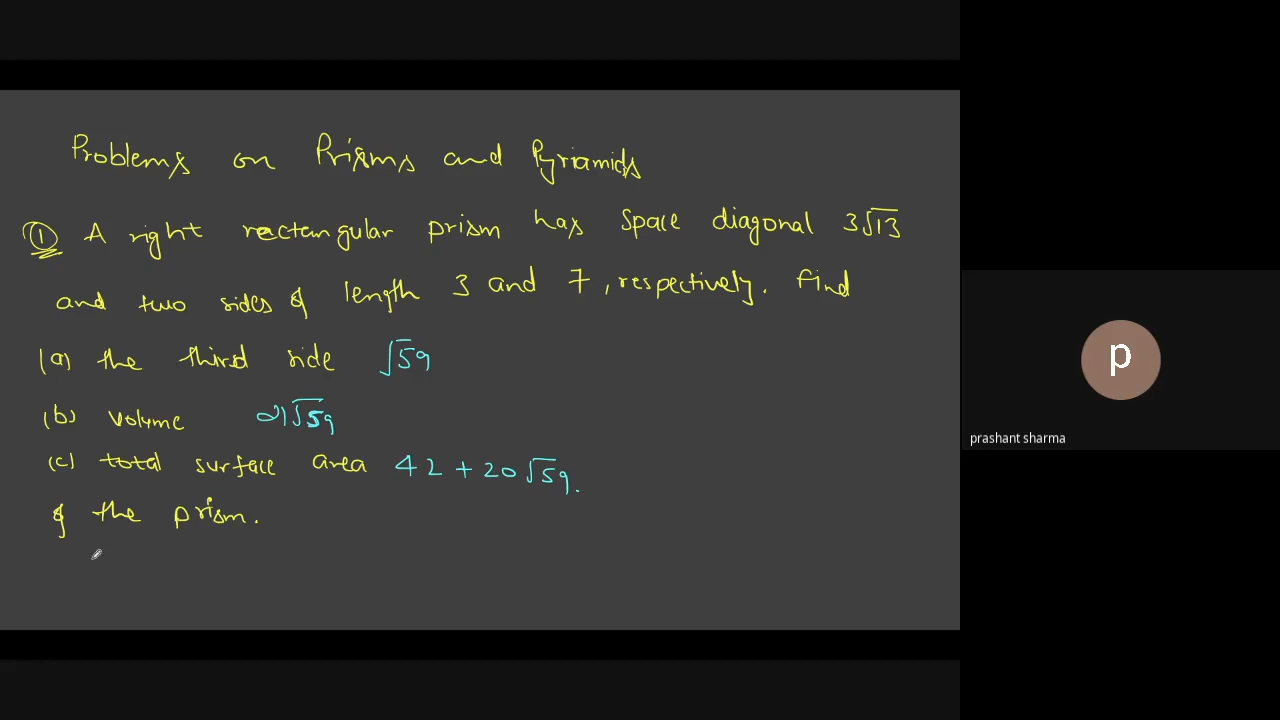 Problems on Prisms and Pyriamids
① A right rectangular prism has space diagonal 3√13
and two sides of length 3 and 7, respectively. Find
(a) the third side √59
(b) volume 21√59
(c) total surface area 42 + 20√59.
of the prism.
p
prashant sharma